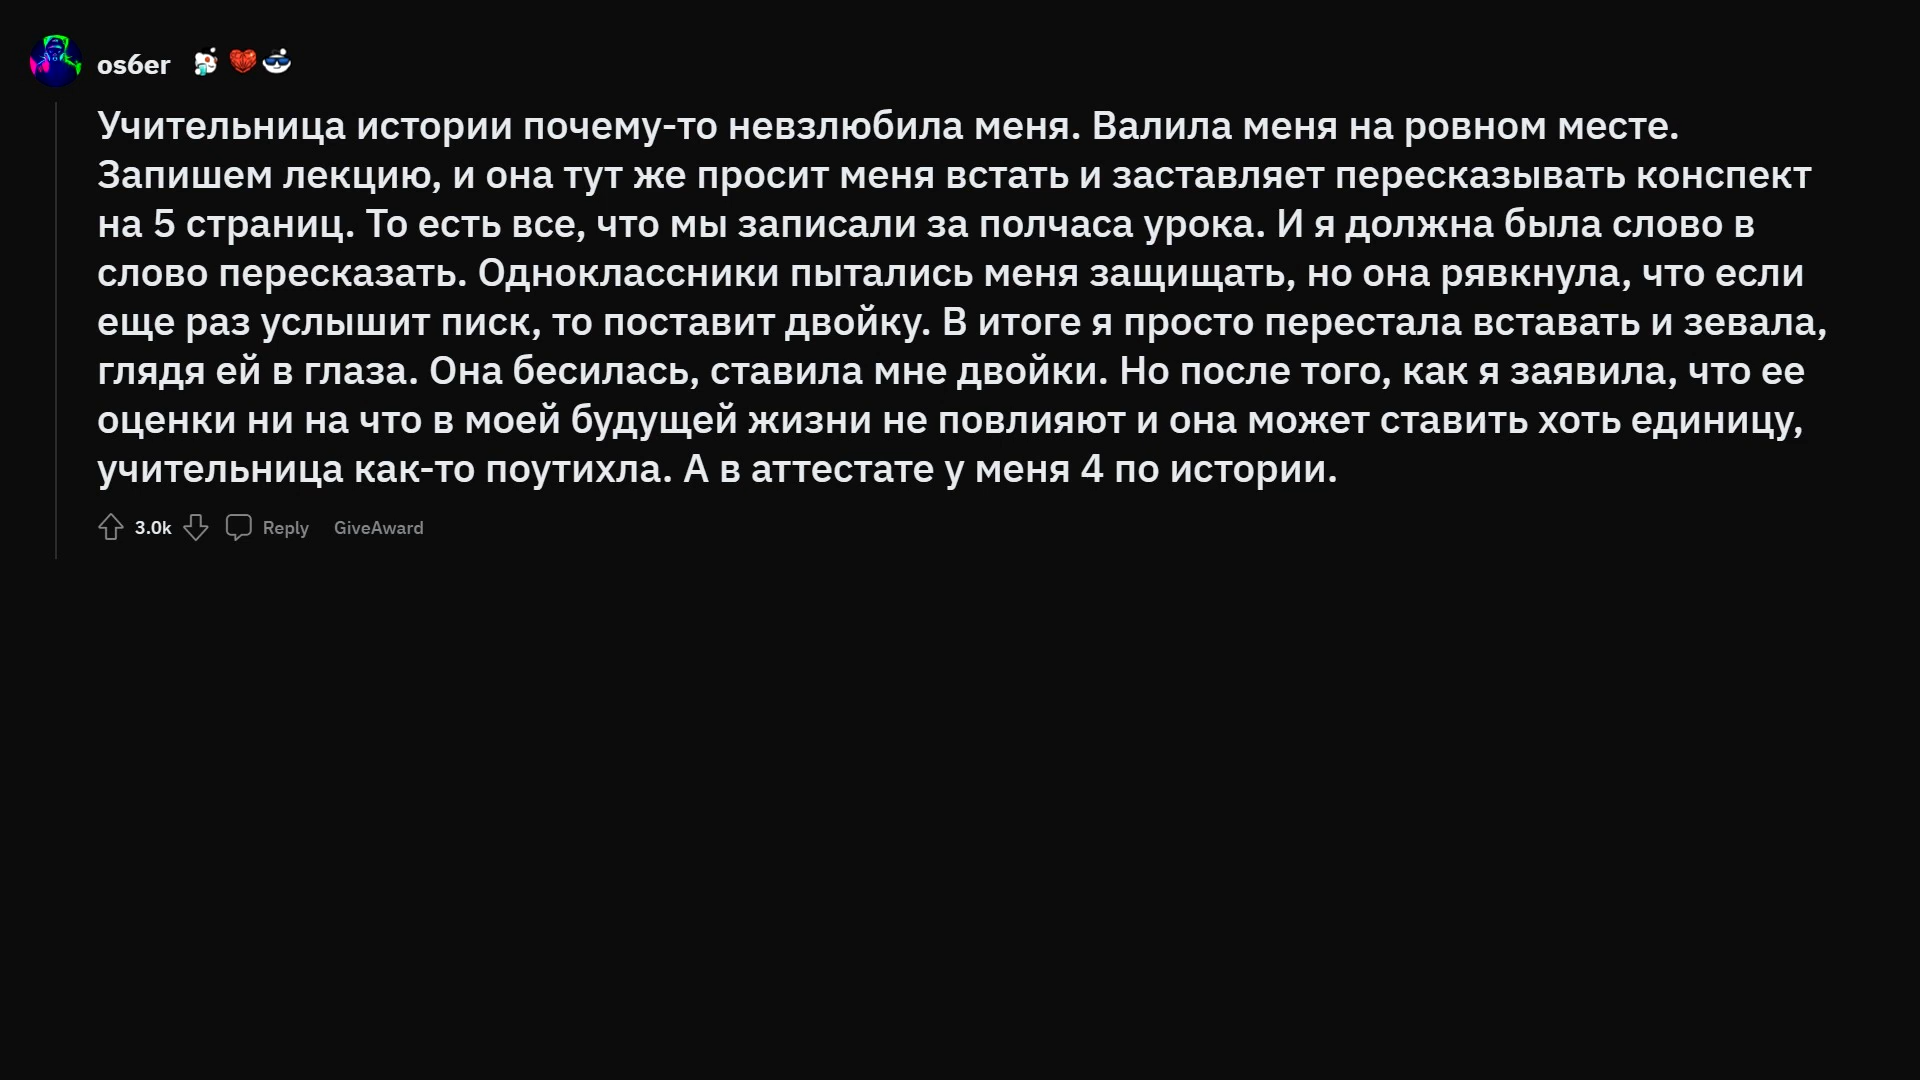 os6er
Учительница истории почему-то невзлюбила меня. Валила меня на ровном месте.
Запишем лекцию, и она тут же просит меня встать и заставляет пересказывать конспект
на 5 страниц. То есть все, что мы записали за полчаса урока. И я должна была слово в
слово пересказать. Одноклассники пытались меня защищать, но она рявкнула, что если
еще раз услышит писк, то поставит двойку. В итоге я просто перестала вставать и зевала,
глядя ей в глаза. Она бесилась, ставила мне двойки. Но после того, как я заявила, что ее
оценки ни на что в моей будущей жизни не повлияют и она может ставить хоть единицу,
учительница как-то поутихла. А в аттестате у меня 4 по истории.
3.0k Reply GiveAward